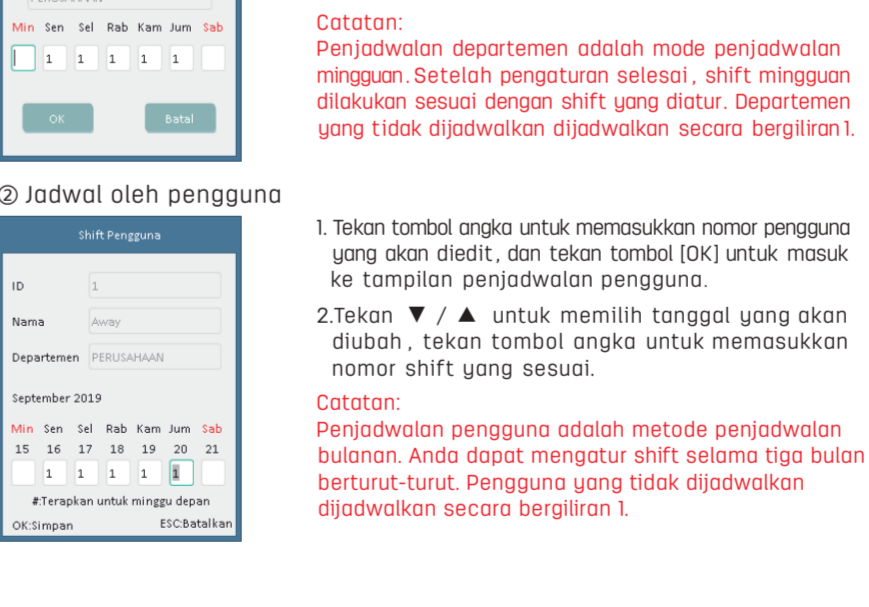 Min Sen Sel Rab Kam Jum Sab
1 1 1 1 1
OK Batal
Catatan:
Penjadwalan departemen adalah mode penjadwalan
mingguan. Setelah pengaturan selesai, shift mingguan
dilakukan sesuai dengan shift yang diatur. Departemen
yang tidak dijadwalkan dijadwalkan secara bergiliran 1.
② Jadwal oleh pengguna
Shift Pengguna
ID 1
Nama Away
Departemen PERUSAHAAN
September 2019
Min Sen Sel Rab Kam Jum Sab
15 16 17 18 19 20 21
1 1 1 1 1
#:Terapkan untuk minggu depan
OK:Simpan ESC:Batalkan
1. Tekan tombol angka untuk memasukkan nomor pengguna
yang akan diedit, dan tekan tombol [OK] untuk masuk
ke tampilan penjadwalan pengguna.
2.Tekan ▼ / ▲ untuk memilih tanggal yang akan
diubah, tekan tombol angka untuk memasukkan
nomor shift yang sesuai.
Catatan:
Penjadwalan pengguna adalah metode penjadwalan
bulanan. Anda dapat mengatur shift selama tiga bulan
berturut-turut. Pengguna yang tidak dijadwalkan
dijadwalkan secara bergiliran 1.